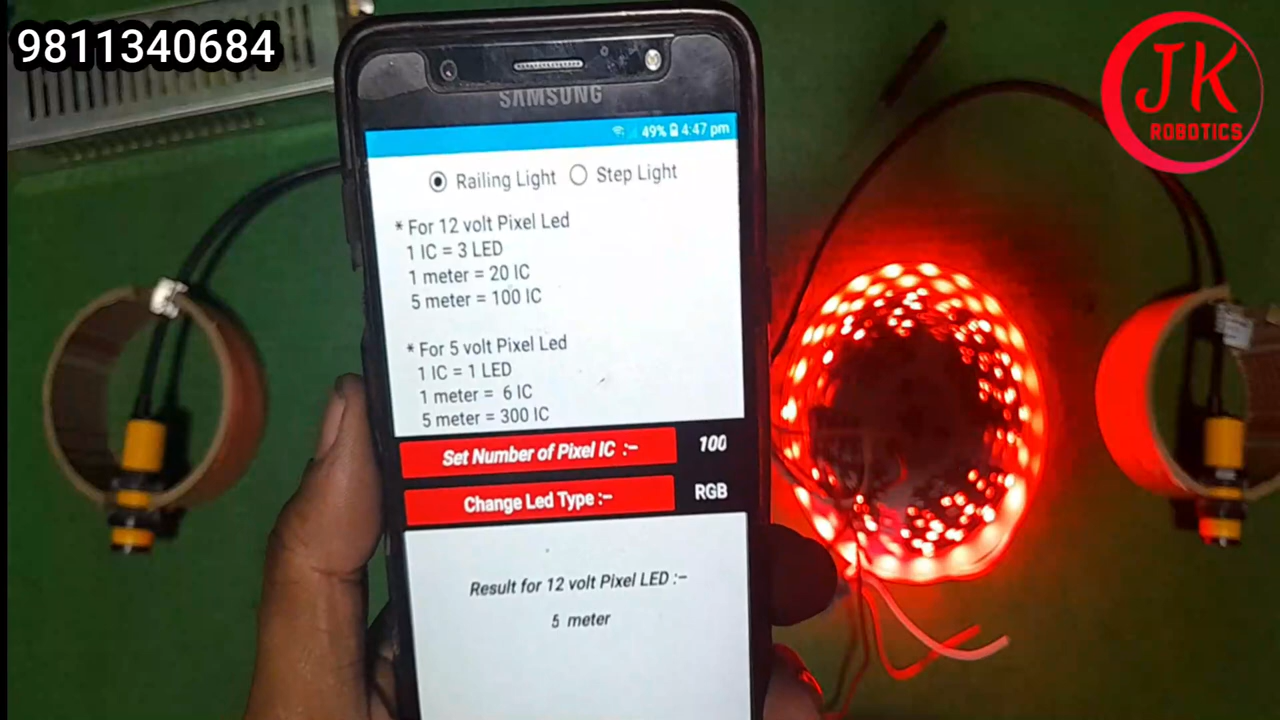 9811340684
JK
ROBOTICS
SAMSUNG
49% 4:47 pm
Railing Light Step Light
* For 12 volt Pixel Led
1 IC = 3 LED
1 meter = 20 IC
5 meter = 100 IC
* For 5 volt Pixel Led
1 IC = 1 LED
1 meter = 6 IC
5 meter = 300 IC
Set Number of Pixel IC :- 100
Change Led Type :- RGB
Result for 12 volt Pixel LED :-
5 meter